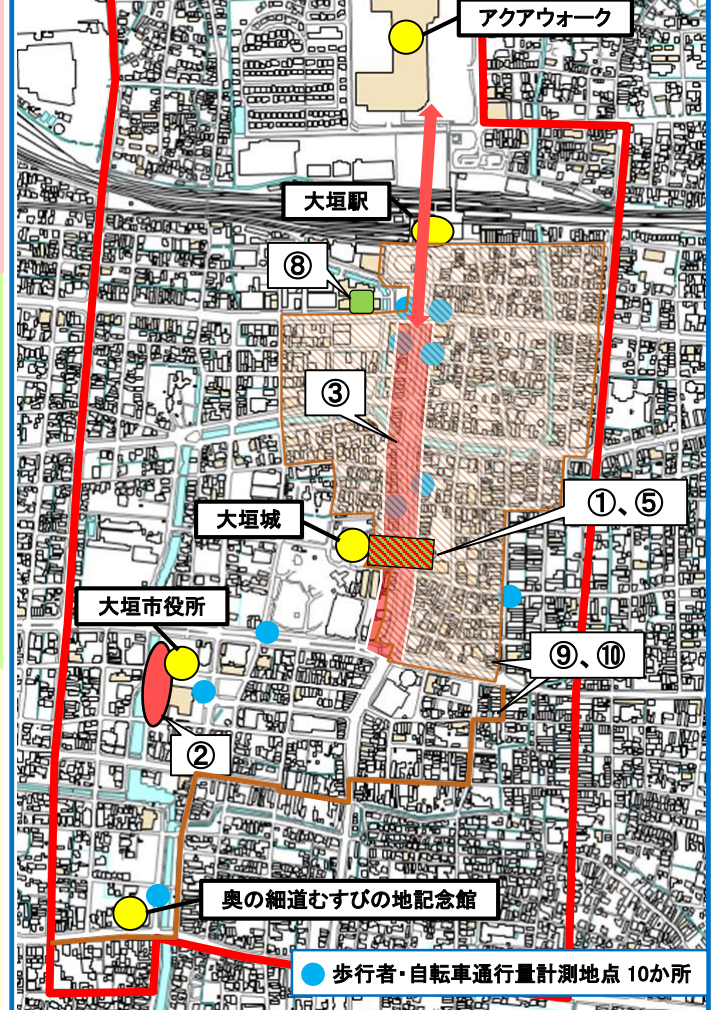 アクアウォーク
大垣駅
⑧
③
①、⑤
大垣城
大垣市役所
⑨、⑩
②
奥の細道むすびの地記念館
歩行者・自転車通行量計測地点 10か所